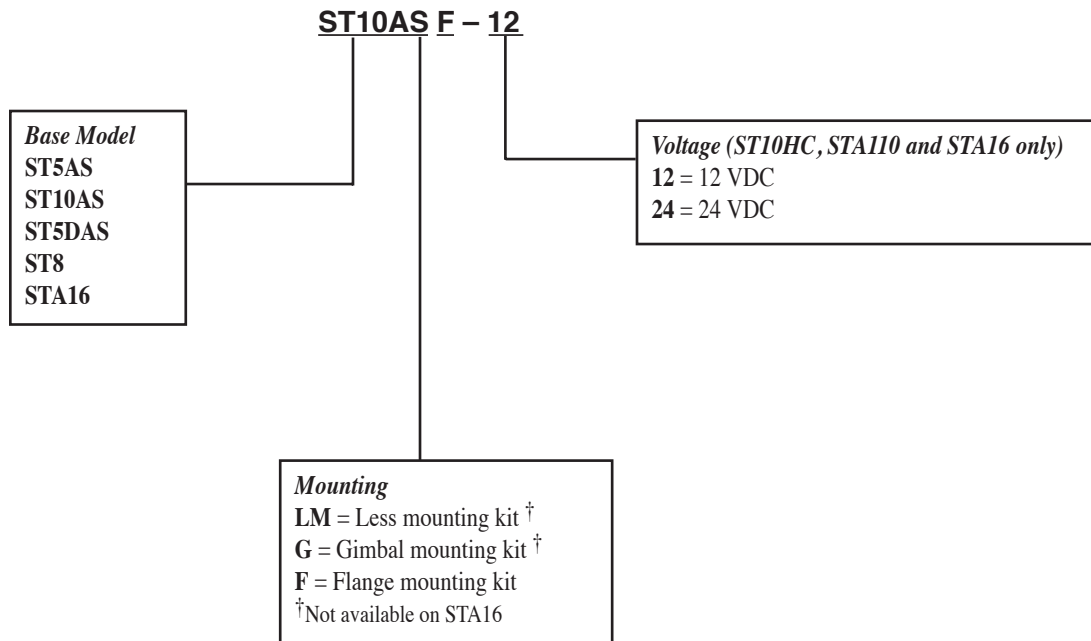 ST10AS F – 12
Base Model
ST5AS
ST10AS
ST5DAS
ST8
STA16
Voltage (ST10HC, STA110 and STA16 only)
12 = 12 VDC
24 = 24 VDC
Mounting
LM = Less mounting kit †
G = Gimbal mounting kit †
F = Flange mounting kit
†Not available on STA16